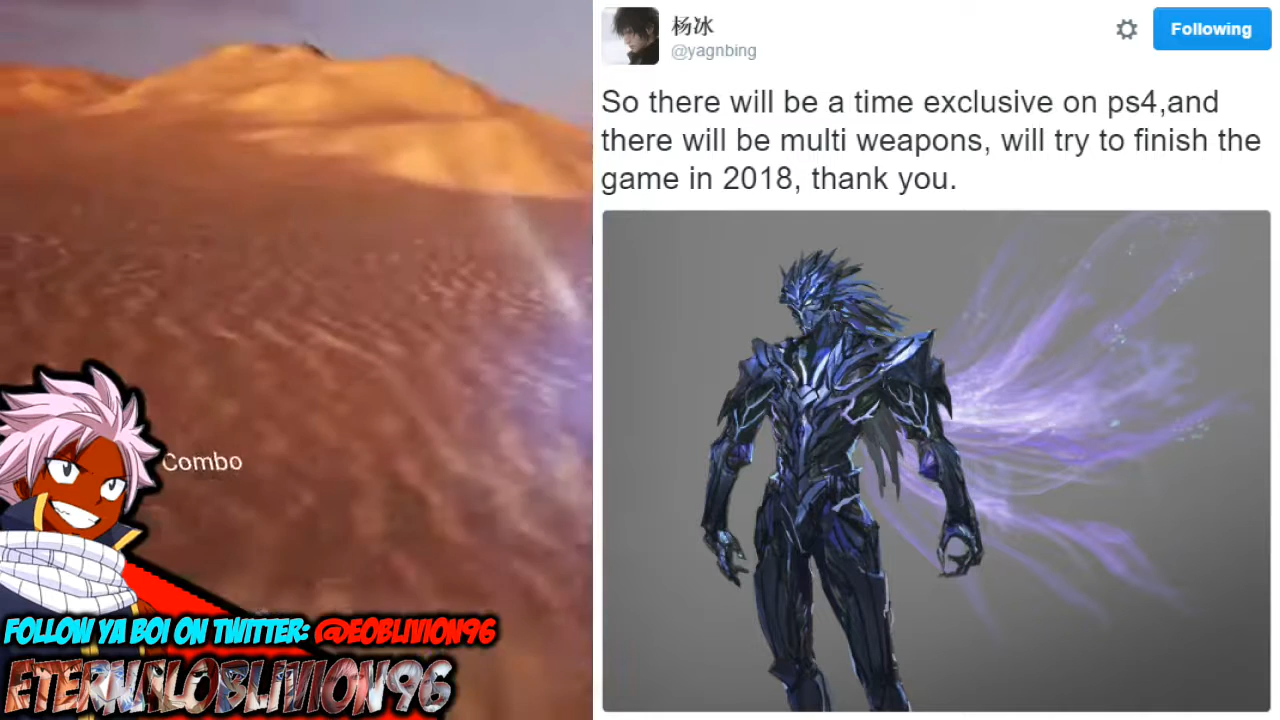 杨冰
@yagnbing
Following
So there will be a time exclusive on ps4,and
there will be multi weapons, will try to finish the
game in 2018, thank you.
Combo
FOLLOW YA BOI ON TWITTER: @EOBLIVION96
ETERNALOBLIVION96